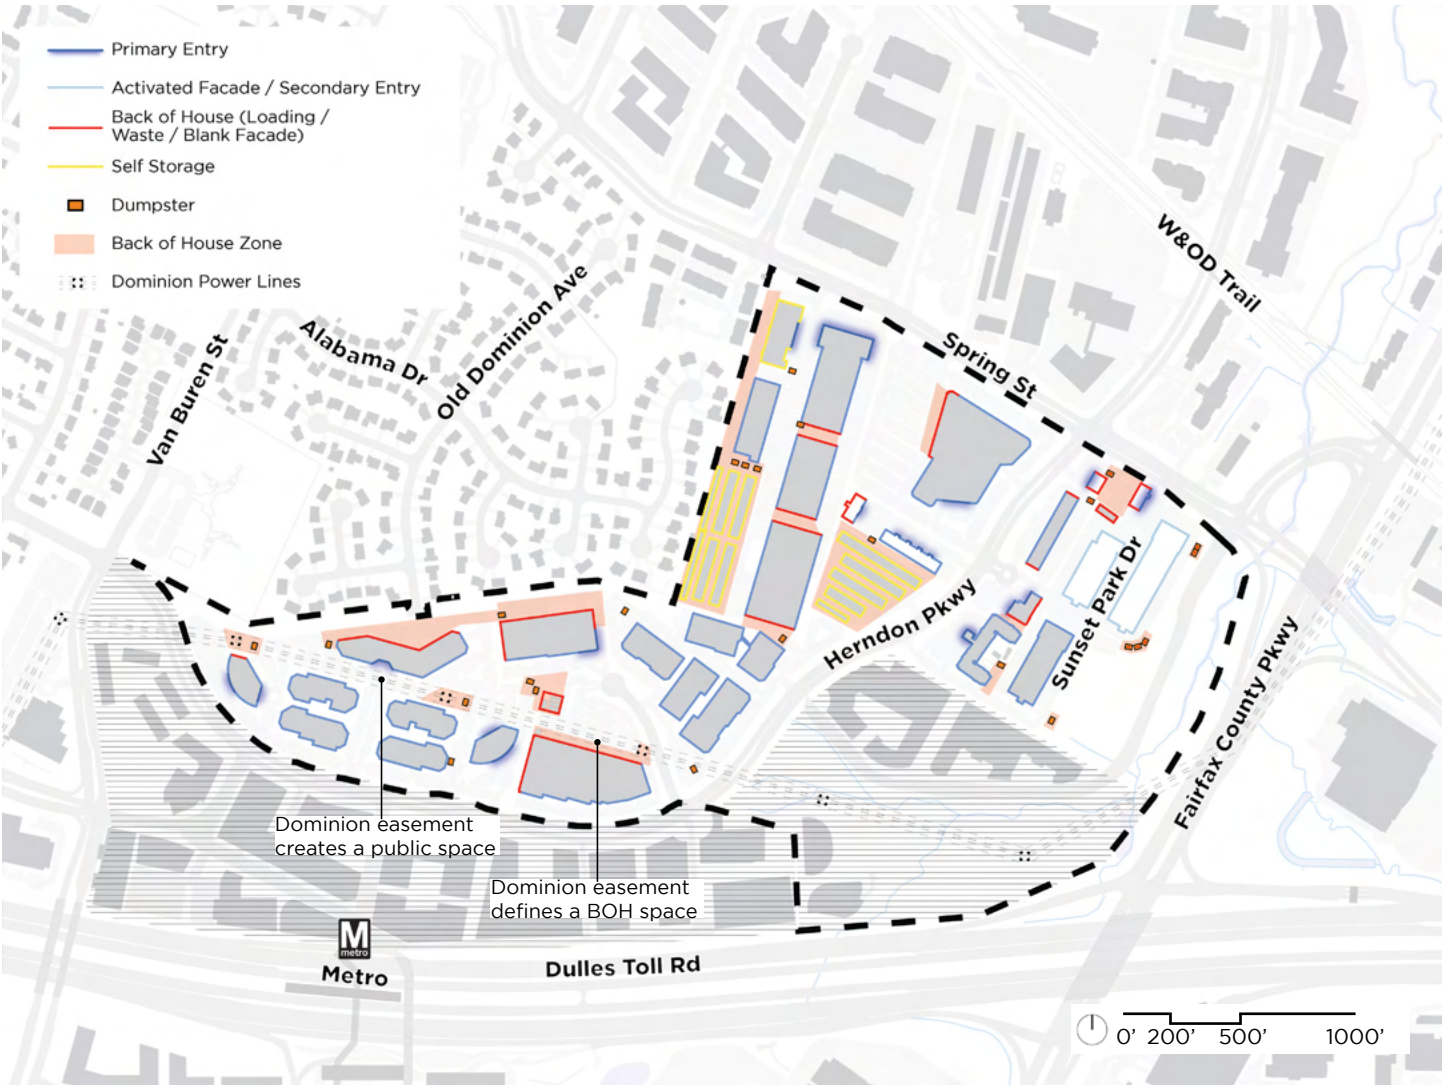 Primary Entry
Activated Facade / Secondary Entry
Back of House (Loading /
Waste / Blank Facade)
Self Storage
Dumpster
Back of House Zone
Dominion Power Lines
W&OD Trail
Alabama Dr
Old Dominion Ave
Van Buren St
Spring St
Herndon Pkwy
Sunset Park Dr
Fairfax County Pkwy
Dominion easement
creates a public space
Dominion easement
defines a BOH space
M
metro
Metro
Dulles Toll Rd
0' 200' 500' 1000'